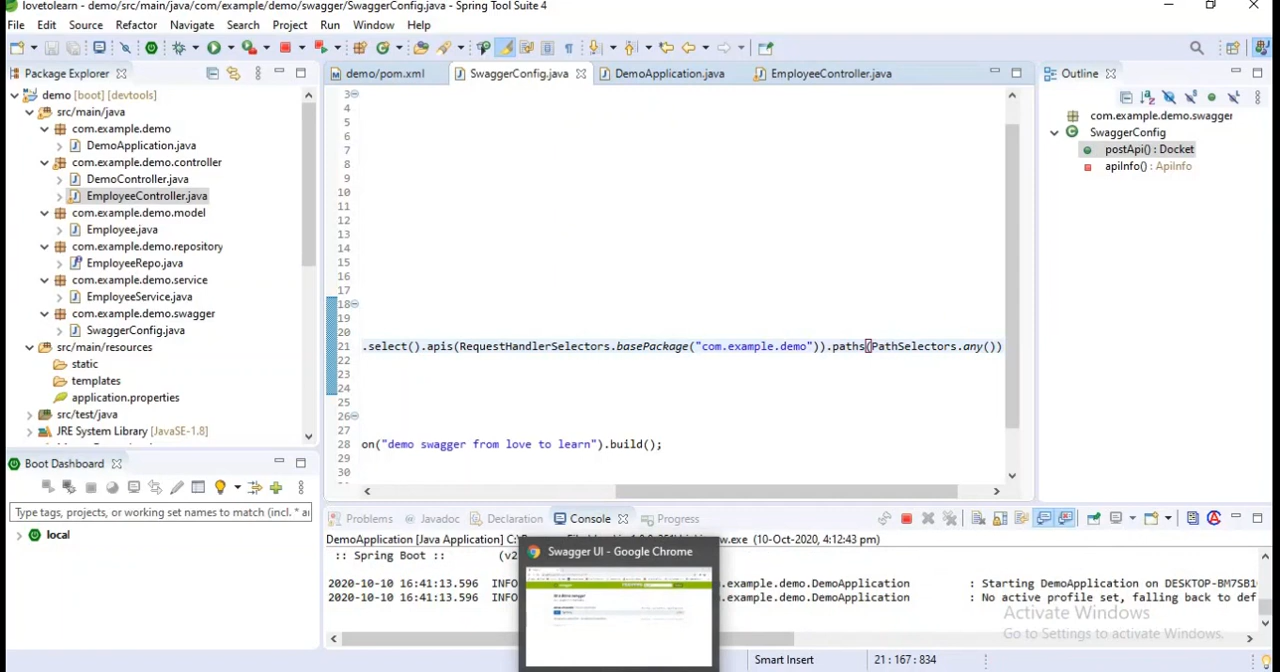 lovetolearn - demo/src/main/java/com/example/demo/swagger/SwaggerConfig.java - Spring Tool Suite 4
File Edit Source Refactor Navigate Search Project Run Window Help
Package Explorer
demo/pom.xml SwaggerConfig.java DemoApplication.java EmployeeController.java
Outline
demo [boot] [devtools]
src/main/java
com.example.demo
DemoApplication.java
com.example.demo.controller
DemoController.java
EmployeeController.java
com.example.demo.model
Employee.java
com.example.demo.repository
EmployeeRepo.java
com.example.demo.service
EmployeeService.java
com.example.demo.swagger
SwaggerConfig.java
src/main/resources
static
templates
application.properties
src/test/java
JRE System Library [JavaSE-1.8]
3
4
5
6
7
8
9
10
11
12
13
14
15
16
17
18
19
20
21 .select().apis(RequestHandlerSelectors.basePackage("com.example.demo")).paths(PathSelectors.any())
22
23
24
25
26
27
28 on("demo swagger from love to learn").build();
29
30
com.example.demo.swagger
SwaggerConfig
postApi() : Docket
apiInfo() : ApiInfo
Boot Dashboard
Type tags, projects, or working set names to match (incl. * a
local
Problems Javadoc Declaration Console Progress
DemoApplication [Java Application] C:\ w.exe (10-Oct-2020, 4:12:43 pm)
:: Spring Boot :: (v2
2020-10-10 16:41:13.596 INFO m.example.demo.DemoApplication : Starting DemoApplication on DESKTOP-BM7SB1
2020-10-10 16:41:13.597 INFO m.example.demo.DemoApplication : No active profile set, falling back to def
Swagger UI - Google Chrome
Activate Windows
Go to Settings to activate Windows.
Smart Insert 21 : 167 : 834